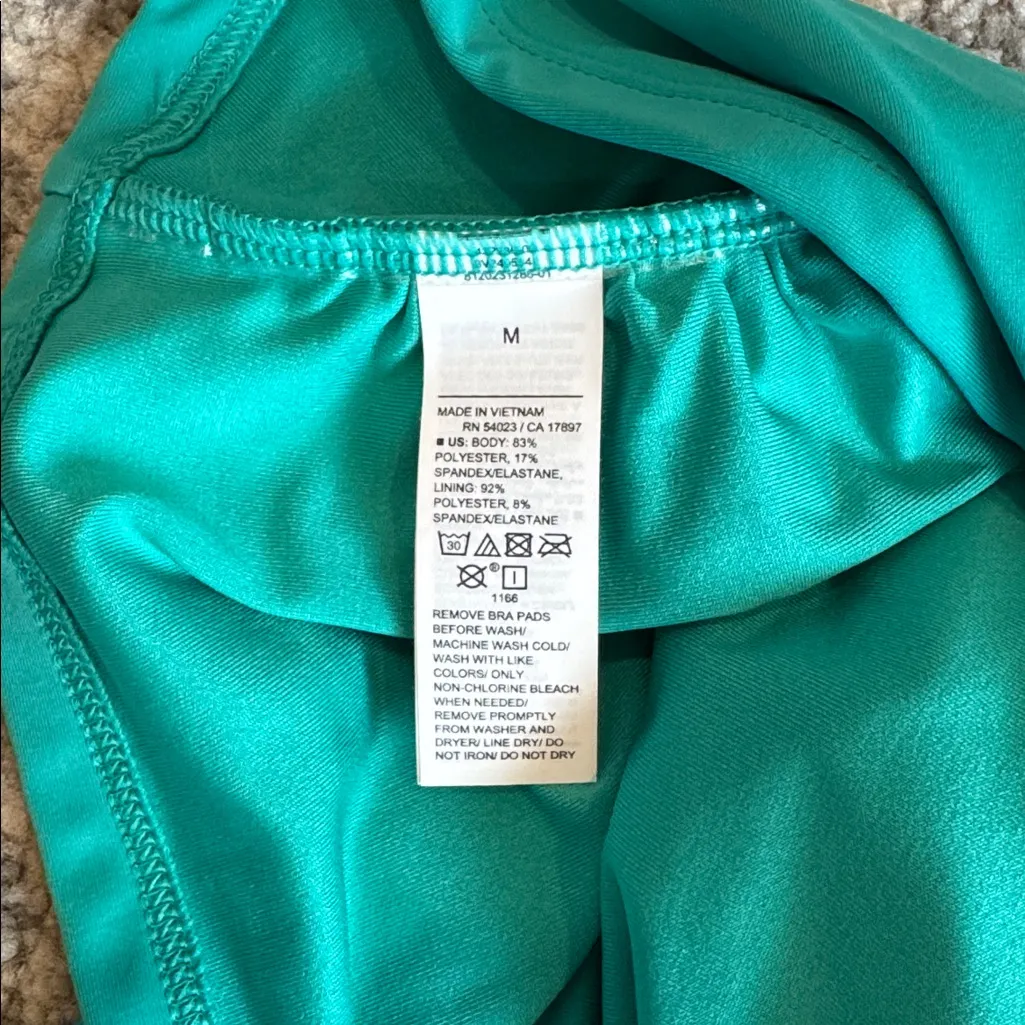 M
MADE IN VIETNAM
RN 54023 / CA 17897
■ US: BODY: 83%
POLYESTER, 17%
SPANDEX/ELASTANE,
LINING: 92%
POLYESTER, 8%
SPANDEX/ELASTANE
30
®
1166
REMOVE BRA PADS
BEFORE WASH/
MACHINE WASH COLD/
WASH WITH LIKE
COLORS/ ONLY
NON-CHLORINE BLEACH
WHEN NEEDED/
REMOVE PROMPTLY
FROM WASHER AND
DRYER/ LINE DRY/ DO
NOT IRON/ DO NOT DRY